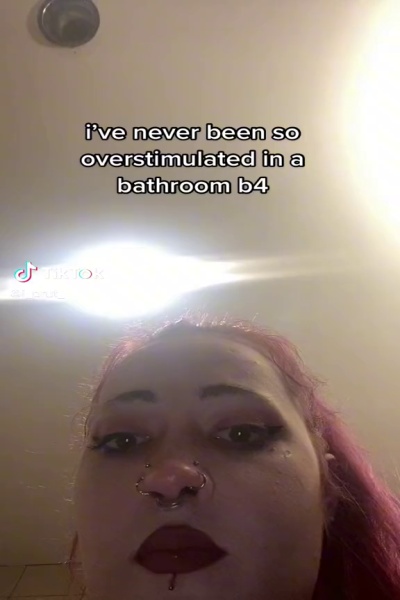 i've never been so
overstimulated in a
bathroom b4
TikTok